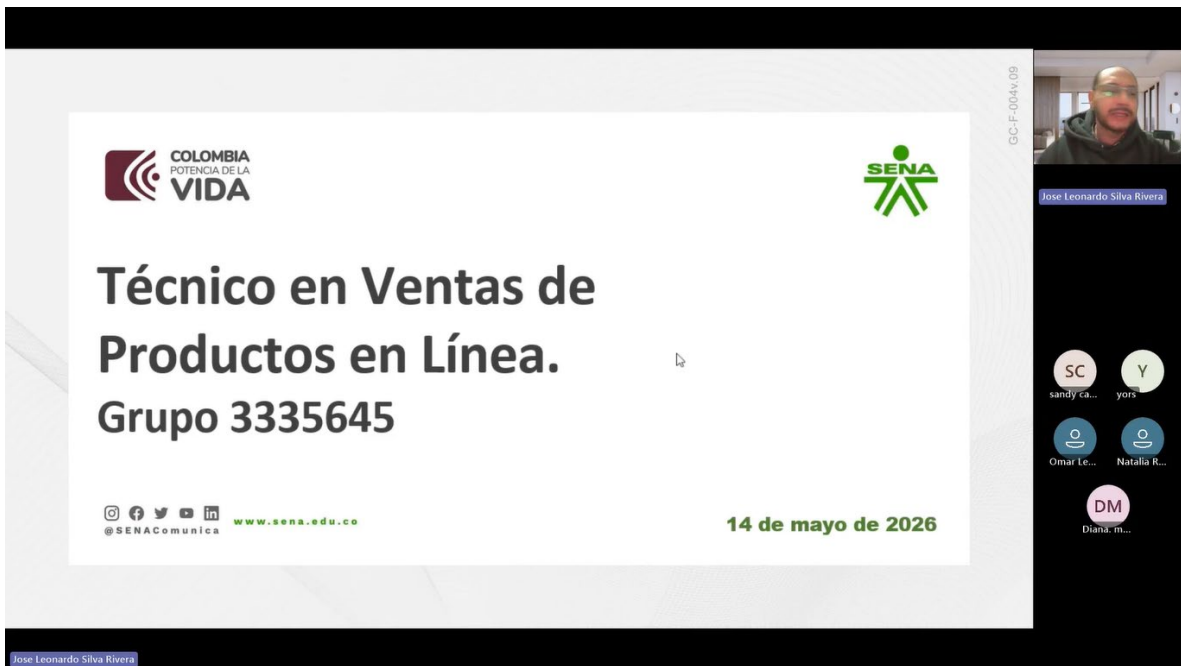 GC-F-004v.09
COLOMBIA
POTENCIA DE LA
VIDA
SENA
Técnico en Ventas de
Productos en Línea.
Grupo 3335645
@SENAComunica
www.sena.edu.co
14 de mayo de 2026
Jose Leonardo Silva Rivera
SC
sandy ca...
Y
yors
Omar Le...
Natalia R...
DM
Diana. m...
Jose Leonardo Silva Rivera